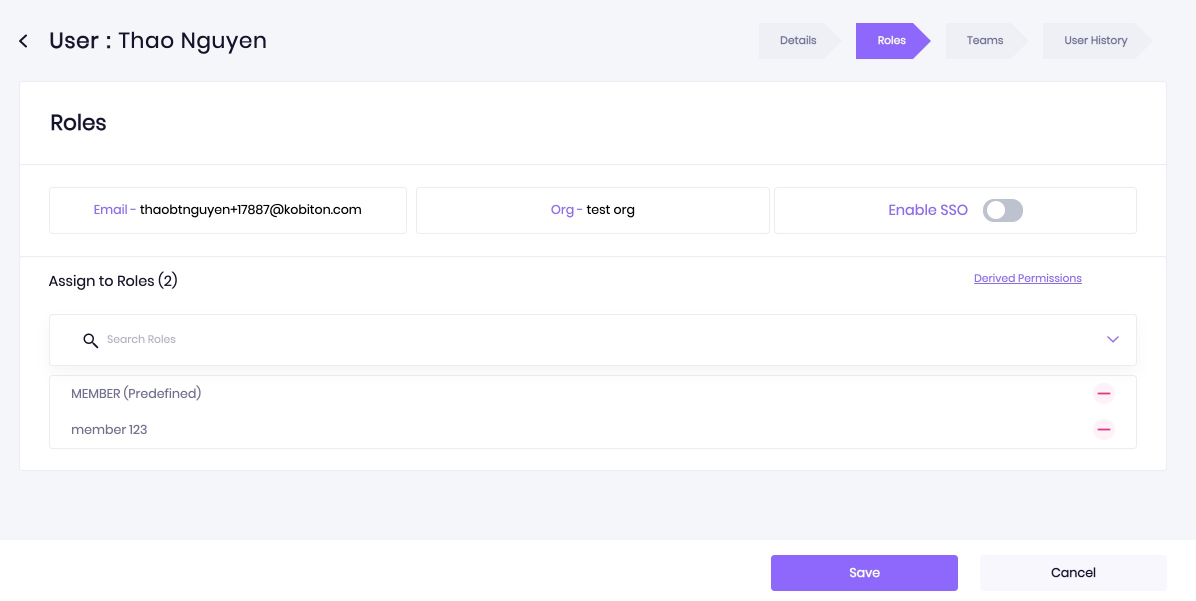 User : Thao Nguyen
Details
Roles
Teams
User History
Roles
Email - thaobtnguyen+17887@kobiton.com
Org - test org
Enable SSO
Assign to Roles (2)
Derived Permissions
Search Roles
MEMBER (Predefined)
member 123
Save
Cancel